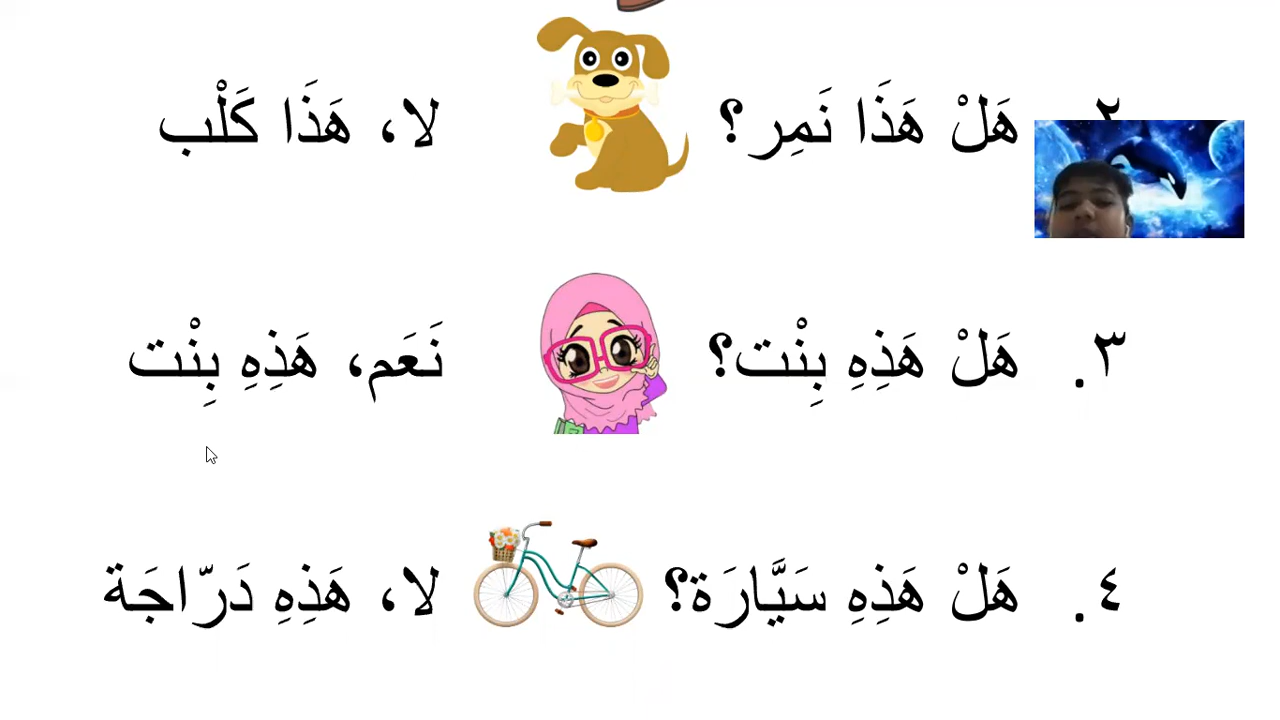 ٢. هَلْ هَذَا نَمِر؟ لا، هَذَا كَلْب
٣. هَلْ هَذِهِ بِنْت؟ نَعَم، هَذِهِ بِنْت
٤. هَلْ هَذِهِ سَيَّارَة؟ لا، هَذِهِ دَرّاجَة